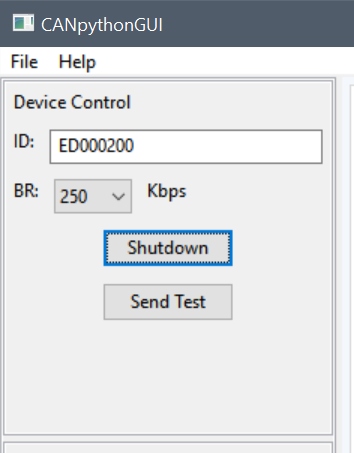 CANpythonGUI
File Help
Device Control
ID: ED000200
BR: 250 Kbps
Shutdown
Send Test